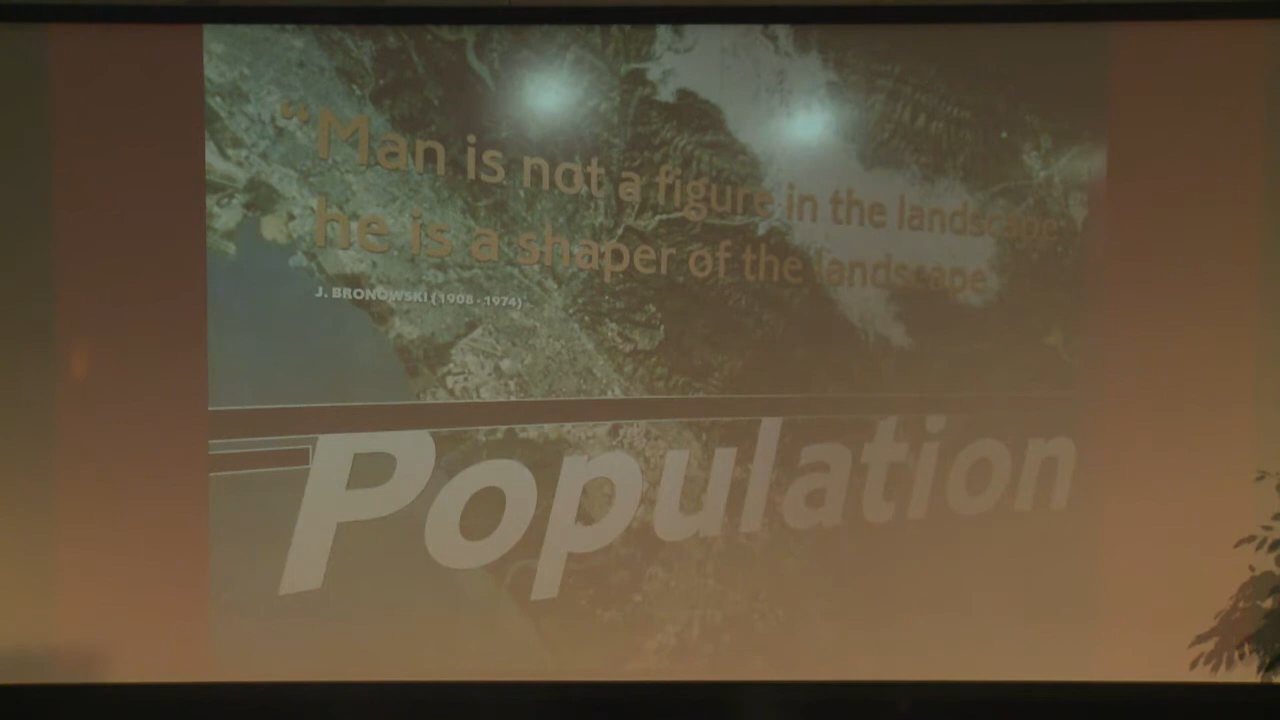 “Man is not a figure in the landscape
he is a shaper of the landscape
J. BRONOWSKI (1908 - 1974)
Population